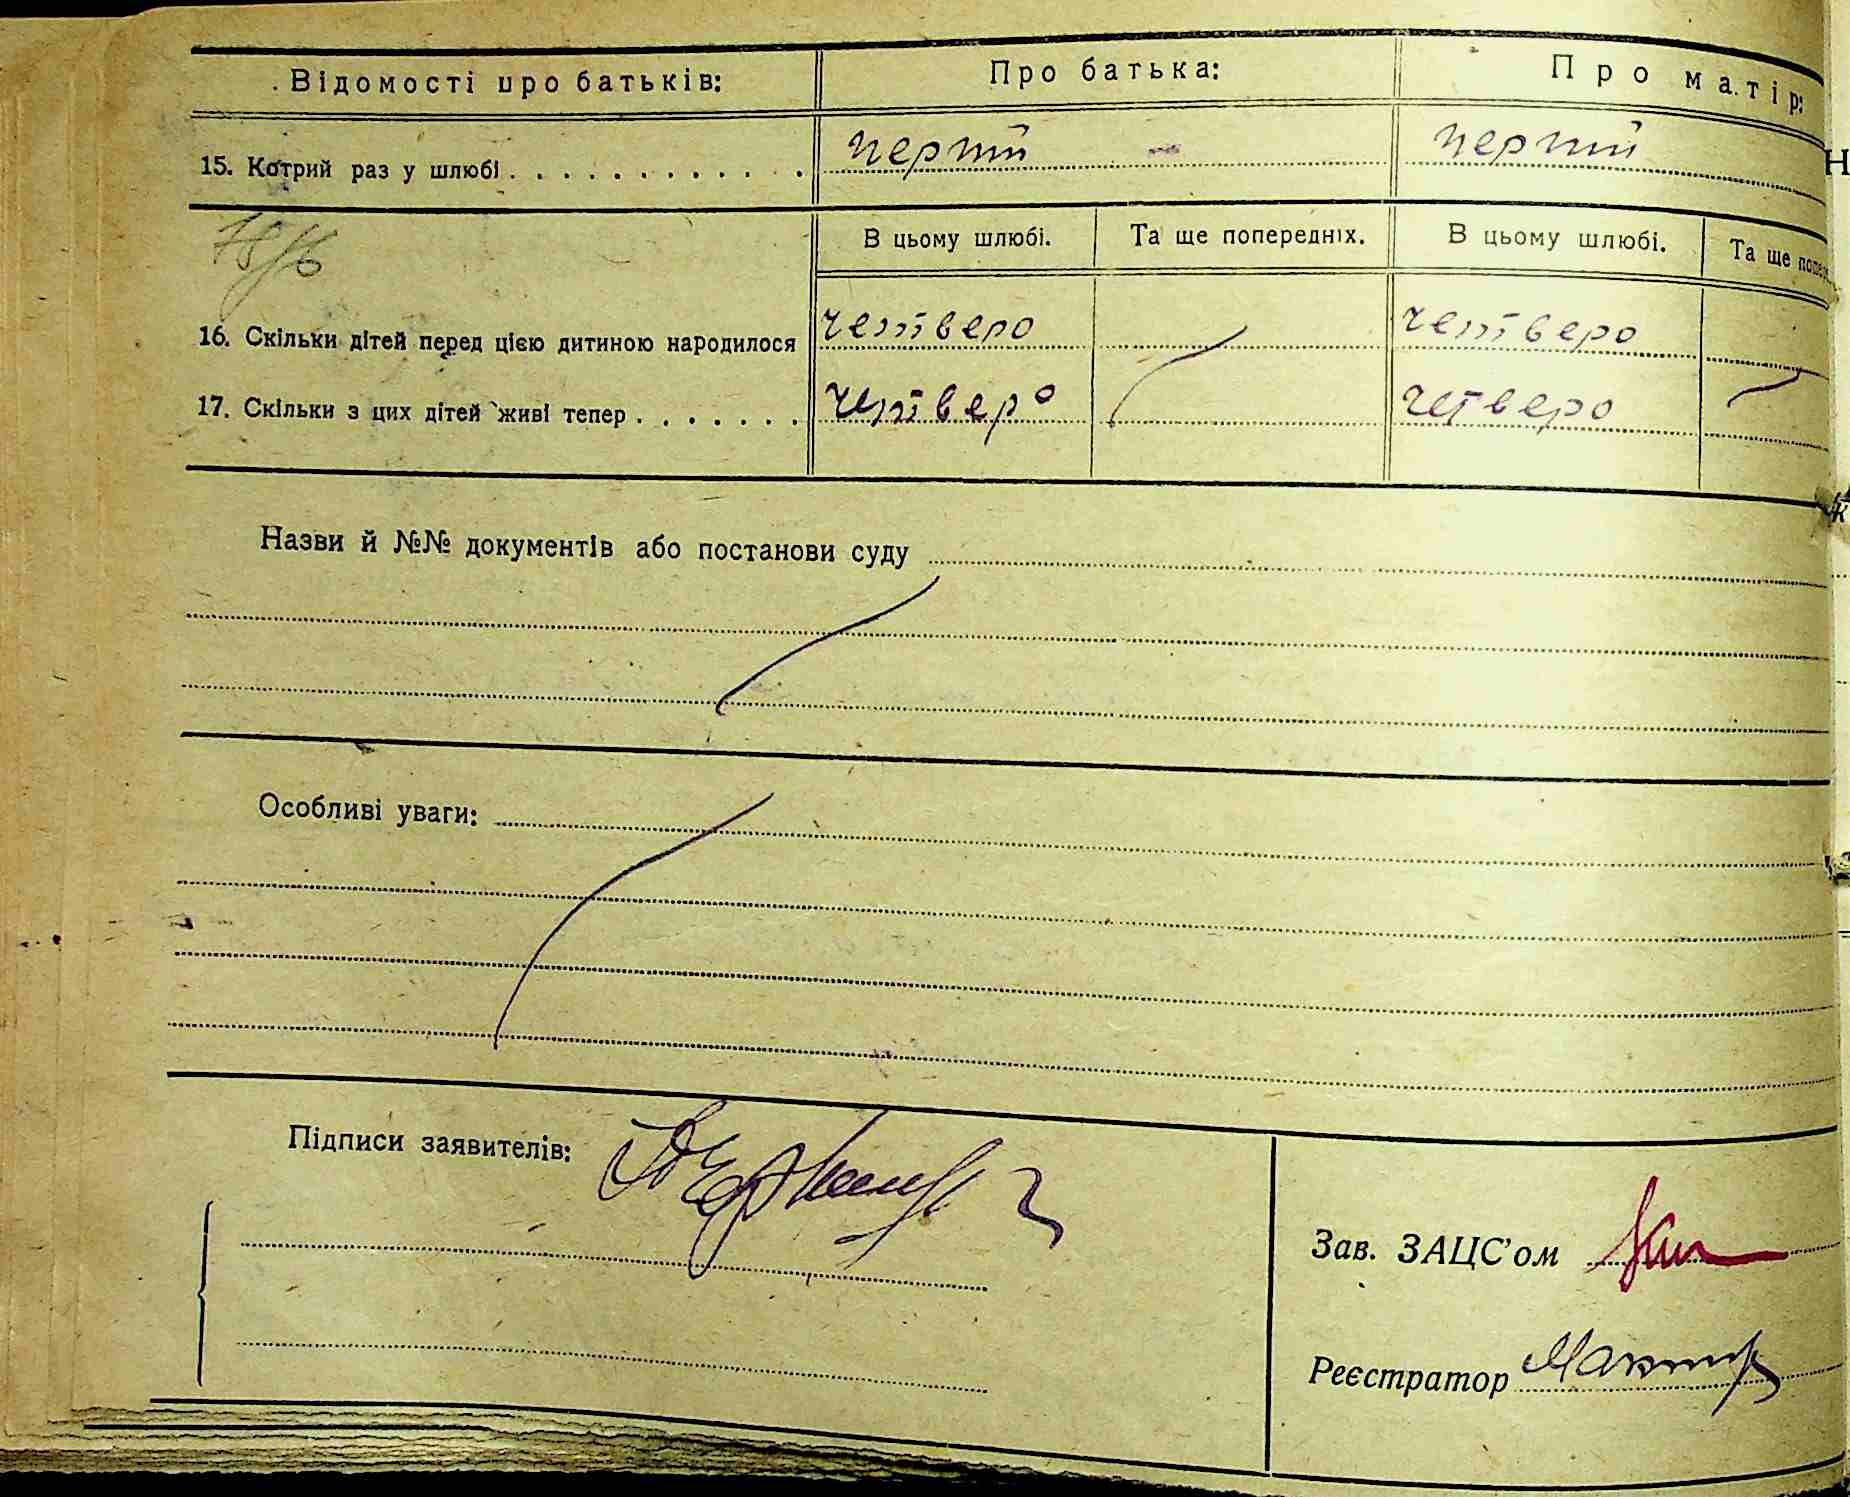 Відомості про батьків: Про батька: Про матір:
15. Котрий раз у шлюбі перший перший
В цьому шлюбі. Та ще попередніх. В цьому шлюбі. Та ще
16. Скільки дітей перед цією дитиною народилося четверо четверо
17. Скільки з цих дітей живі тепер четверо четверо
Назви й №№ документів або постанови суду
Особливі уваги:
Підписи заявителів:
Зав. ЗАЦС'ом
Реєстратор